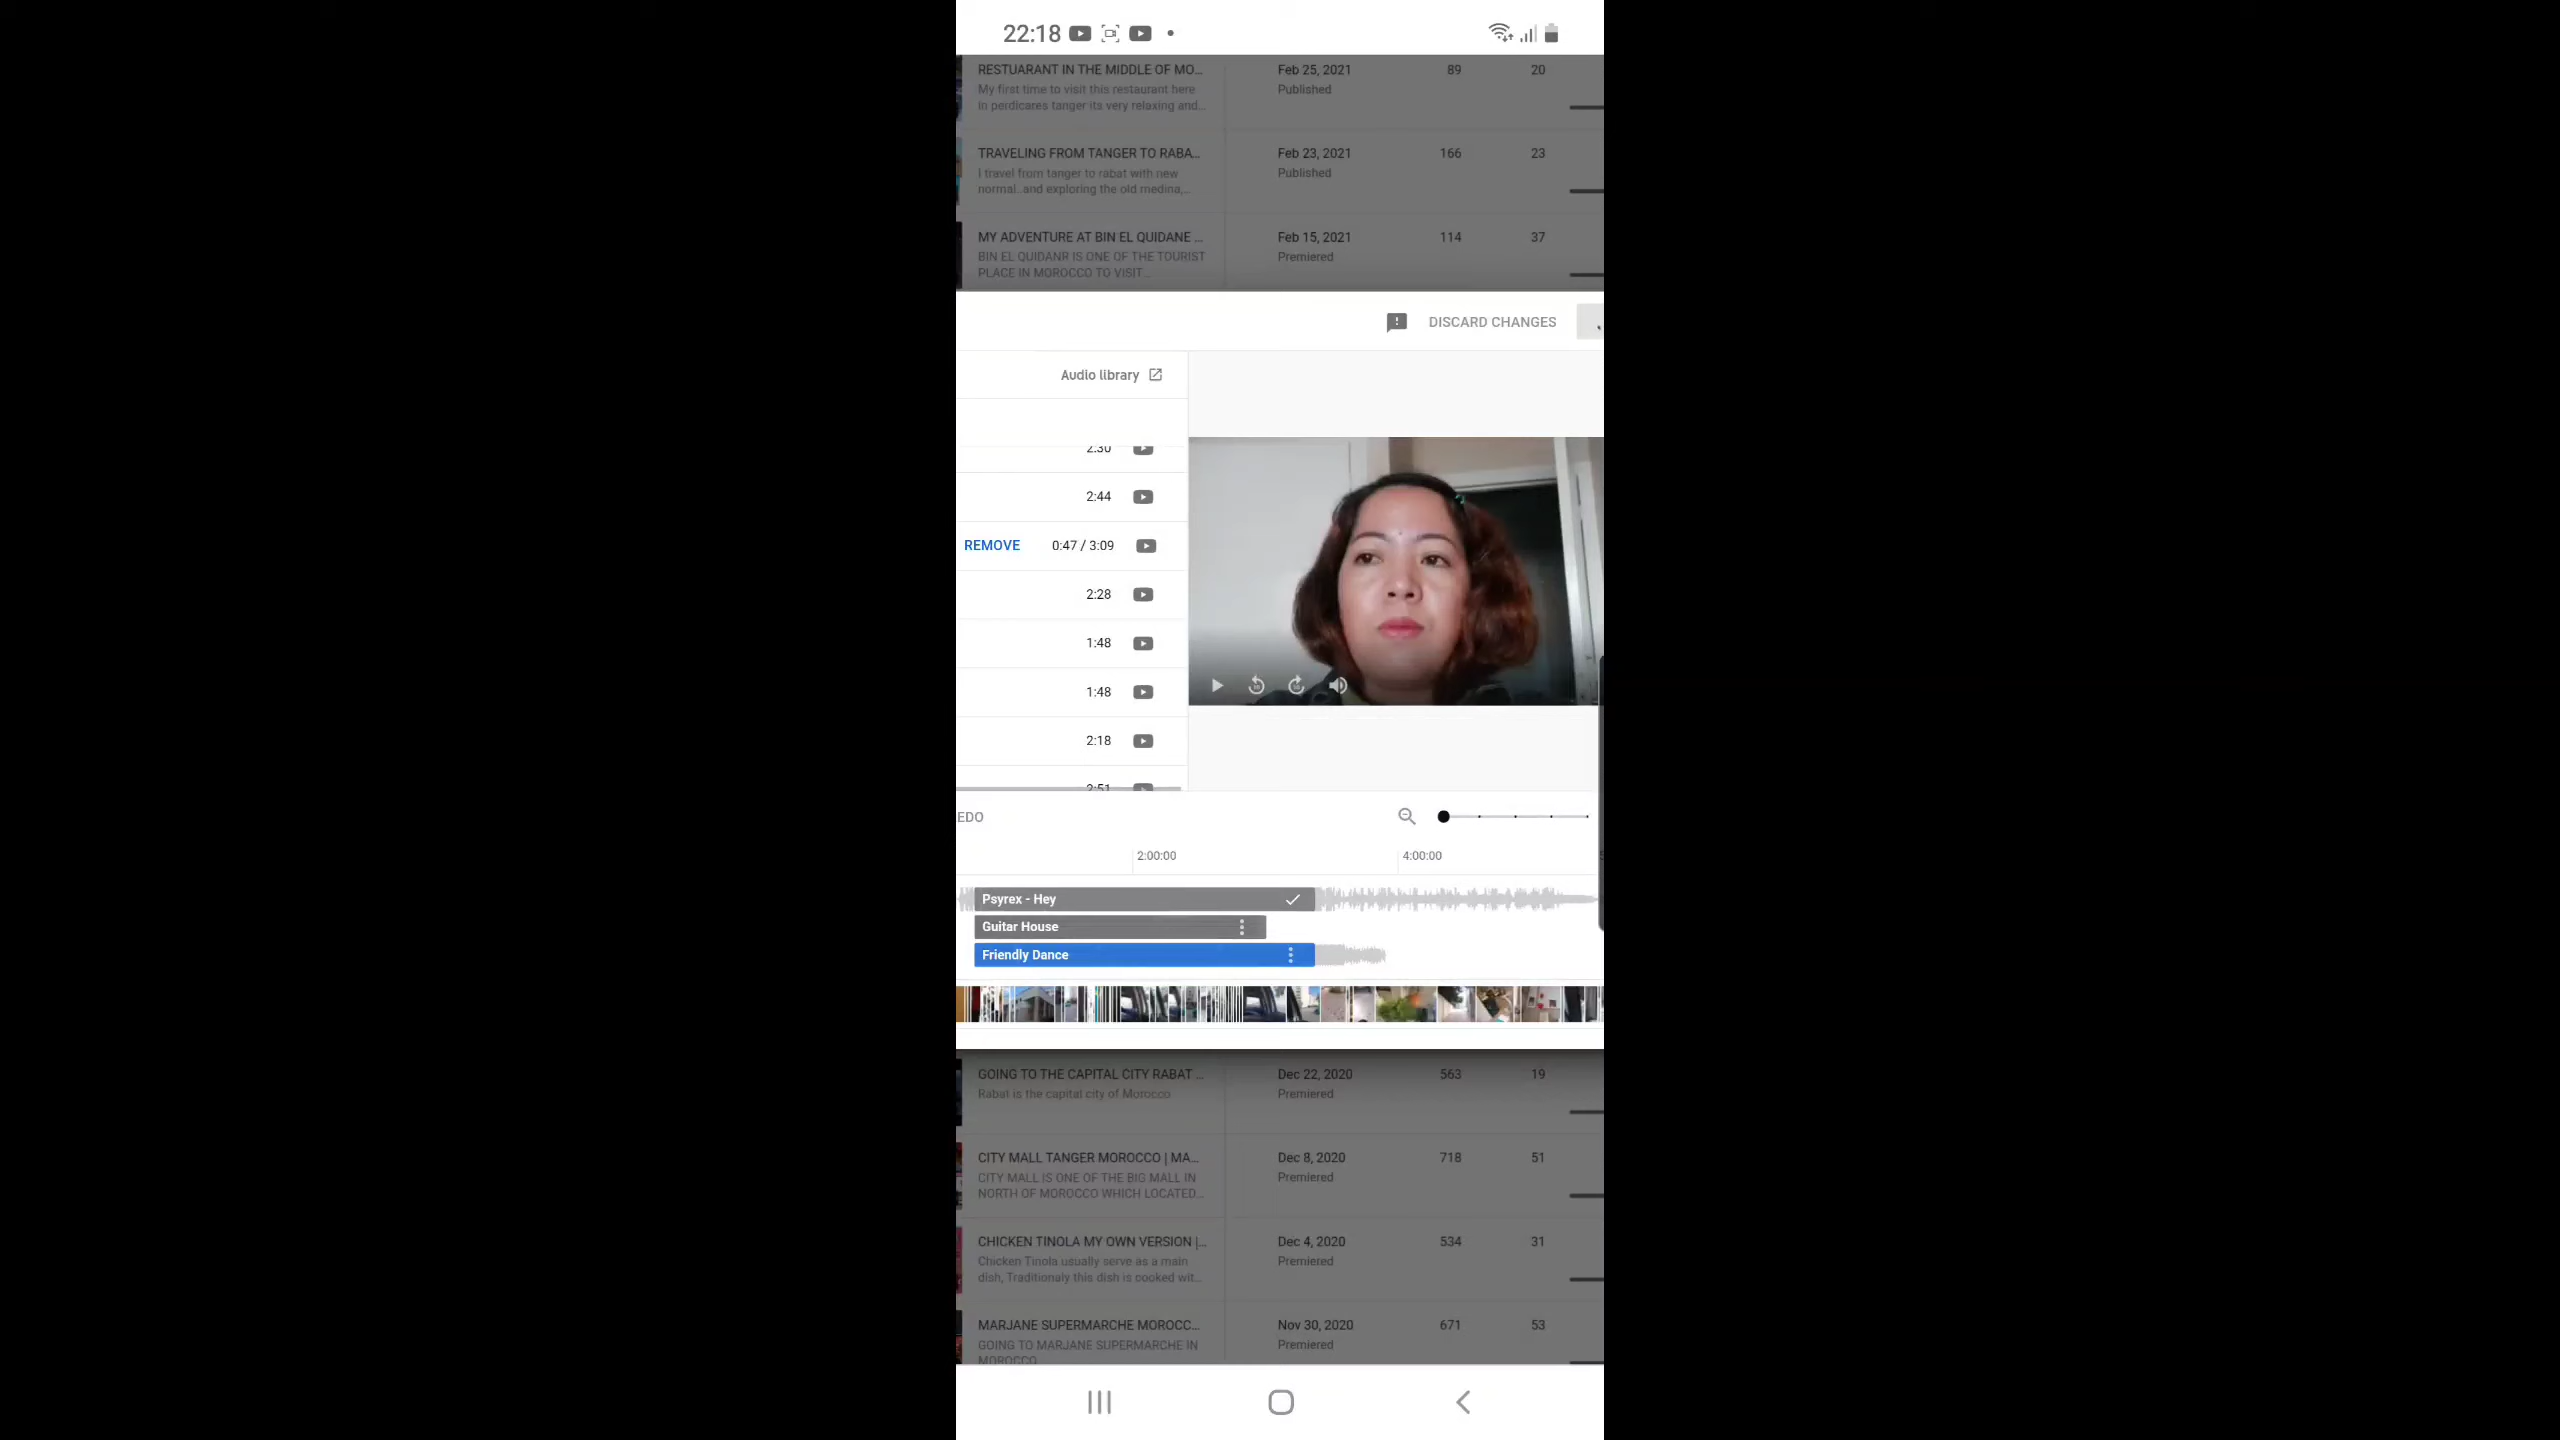 22:18
RESTUARANT IN THE MIDDLE OF MO... Feb 25, 2021 89 20
My first time to visit this restaurant here Published
in perdicares tanger its very relaxing and...
TRAVELING FROM TANGER TO RABA... Feb 23, 2021 166 23
I travel from tanger to rabat with new Published
normal. and exploring the old medina,...
MY ADVENTURE AT BIN EL QUIDANE ... Feb 15, 2021 114 37
BIN EL QUIDANR IS ONE OF THE TOURIST Premiered
PLACE IN MOROCCO TO VISIT...
DISCARD CHANGES
Audio library
2:30
2:44
REMOVE 0:47 / 3:09
2:28
1:48
1:48
2:18
2:51
EDO
2:00:00 4:00:00
Psyrex - Hey
Guitar House
Friendly Dance
GOING TO THE CAPITAL CITY RABAT ... Dec 22, 2020 563 19
Rabat is the capital city of Morocco Premiered
CITY MALL TANGER MOROCCO | MA... Dec 8, 2020 718 51
CITY MALL IS ONE OF THE BIG MALL IN Premiered
NORTH OF MOROCCO WHICH LOCATED...
CHICKEN TINOLA MY OWN VERSION |... Dec 4, 2020 534 31
Chicken Tinola usually serve as a main Premiered
dish, Traditionaly this dish is cooked wit...
MARJANE SUPERMARCHE MOROCC... Nov 30, 2020 671 53
GOING TO MARJANE SUPERMARCHE IN Premiered
MOROCCO